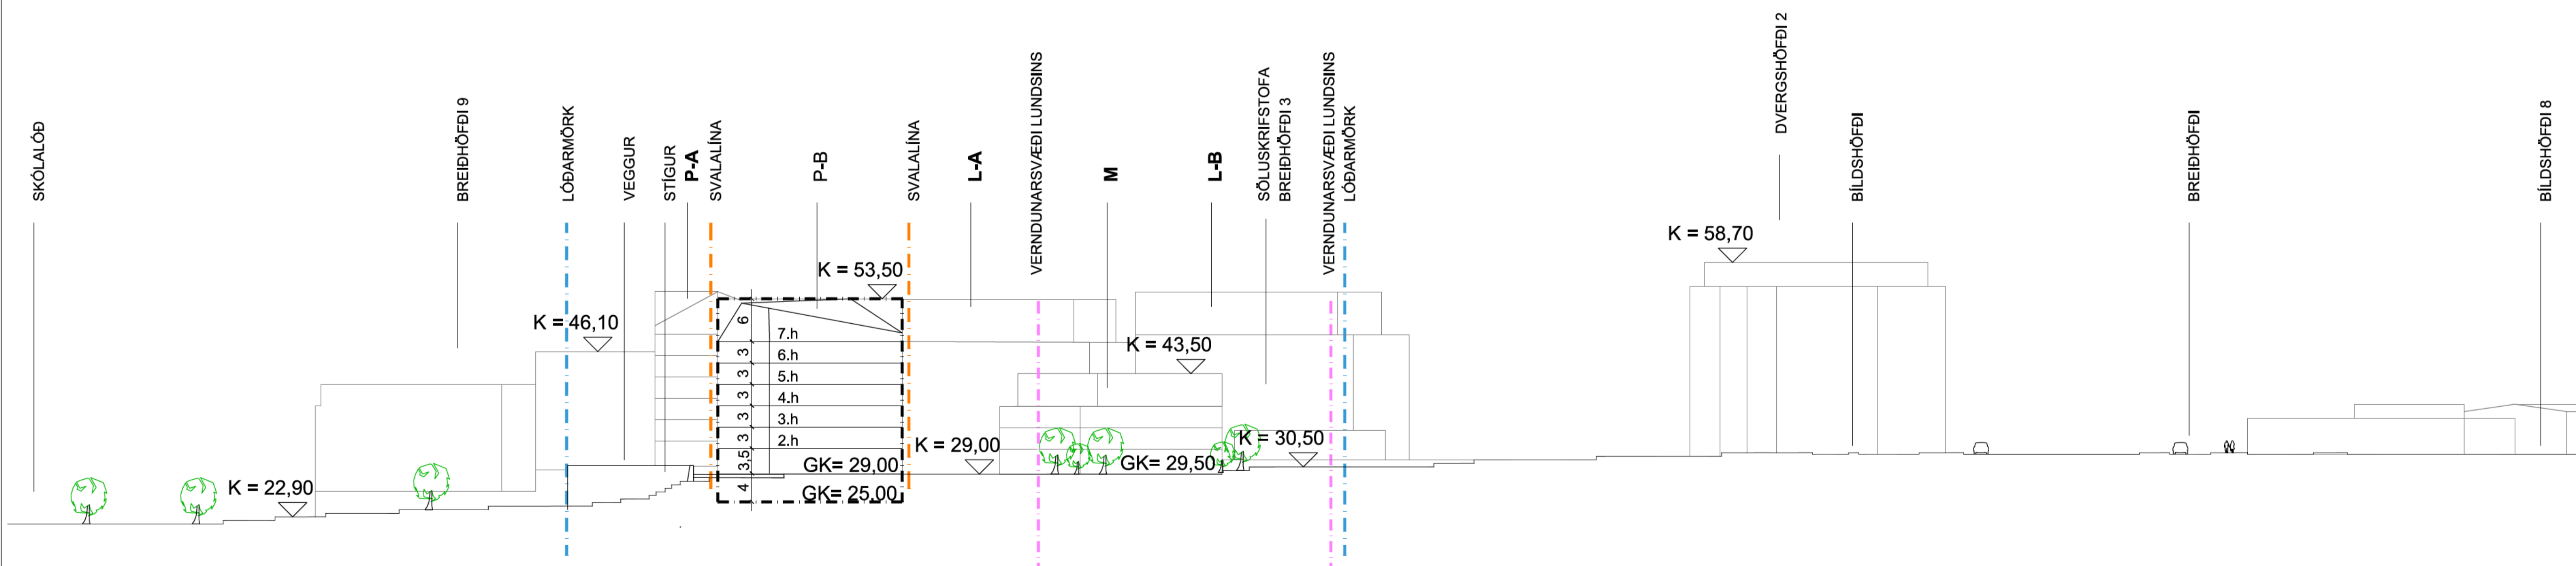 SKÓLALÓÐ
BREIÐHÖFÐI 9
LÓÐARMÖRK
VEGGUR
STÍGUR
P-A
SVALALÍNA
P-B
SVALALÍNA
L-A
VERNDUNARSVÆÐI LUNDSINS
M
L-B
SÖLUSKRIFSTOFA
BREIÐHÖFÐI 3
VERNDUNARSVÆÐI LUNDSINS
LÓÐARMÖRK
DVERGSHÖFÐI 2
BÍLDSHÖFÐI
BREIÐHÖFÐI
BÍLDSHÖFÐI 8
K = 58,70
K = 53,50
K = 46,10
K = 43,50
6
7.h
3 6.h
3 5.h
3 4.h
3 3.h
3 2.h
3,5 GK= 29,00
4 GK= 25,00
K = 29,00
GK= 29,50
K = 30,50
K = 22,90